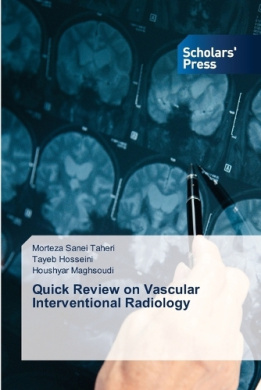 Scholars'
Press
Morteza Sanei Taheri
Tayeb Hosseini
Houshyar Maghsoudi
Quick Review on Vascular
Interventional Radiology